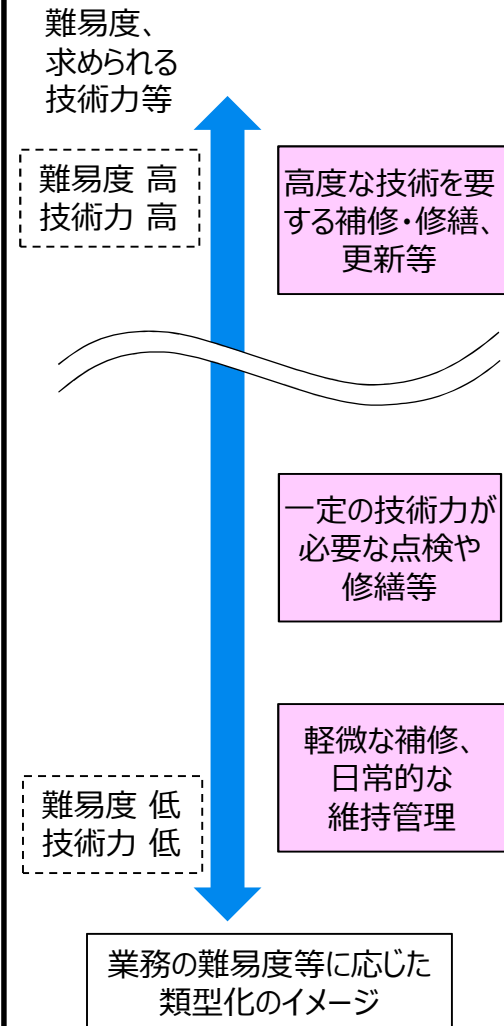 難易度、
求められる
技術力等
難易度 高
技術力 高
高度な技術を要
する補修・修繕、
更新等
一定の技術力が
必要な点検や
修繕等
軽微な補修、
日常的な
維持管理
難易度 低
技術力 低
業務の難易度等に応じた
類型化のイメージ